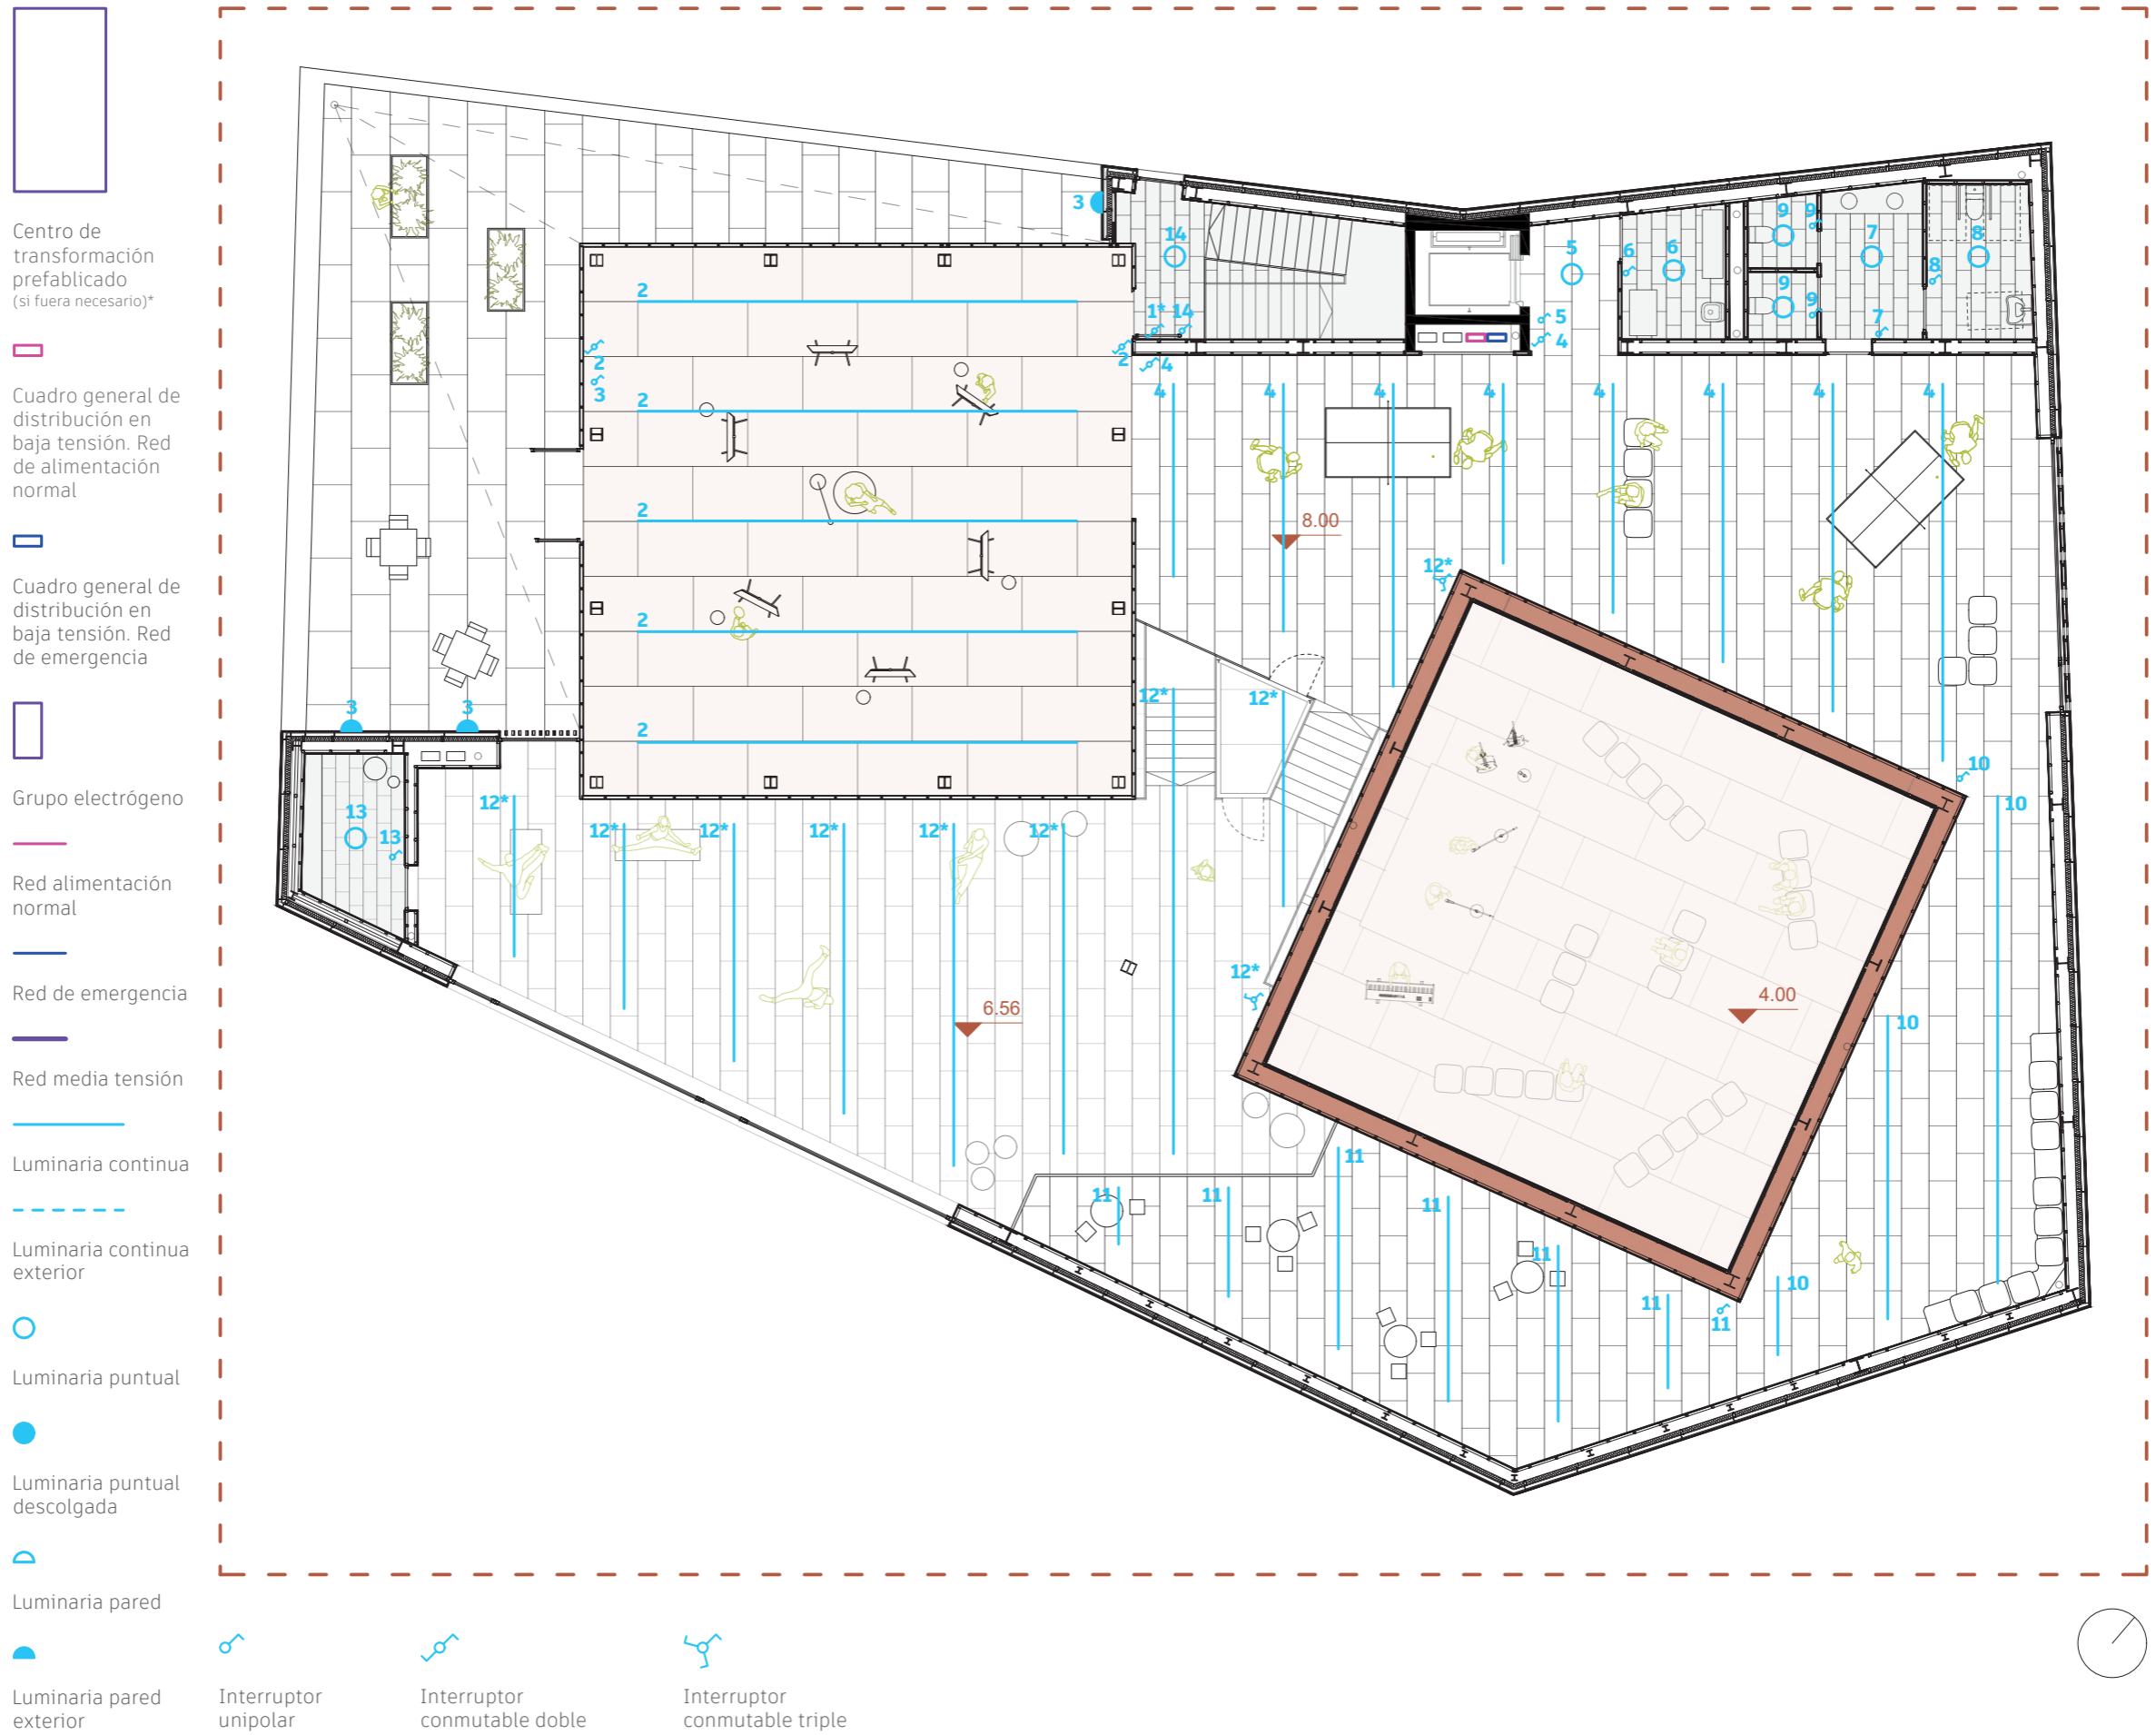 Centro de
transformación
prefablicado
(si fuera necesario)*
Cuadro general de
distribución en
baja tensión. Red
de alimentación
normal
Cuadro general de
distribución en
baja tensión. Red
de emergencia
Grupo electrógeno
Red alimentación
normal
Red de emergencia
Red media tensión
Luminaria continua
Luminaria continua
exterior
Luminaria puntual
Luminaria puntual
descolgada
Luminaria pared
Luminaria pared
exterior
Interruptor
unipolar
Interruptor
conmutable doble
Interruptor
conmutable triple
3
14
5
6
6
9
9
7
8
8
9
9
7
2
1* 14
5
4
2
3
2
4
2
4
4
4
4
4
4
4
4
8.00
2
12*
2
12*
12*
3
3
2
10
10
12*
12*
12*
12*
12*
12*
13
13
12*
4.00
6.56
10
11
11
11
11
11
11
11
10